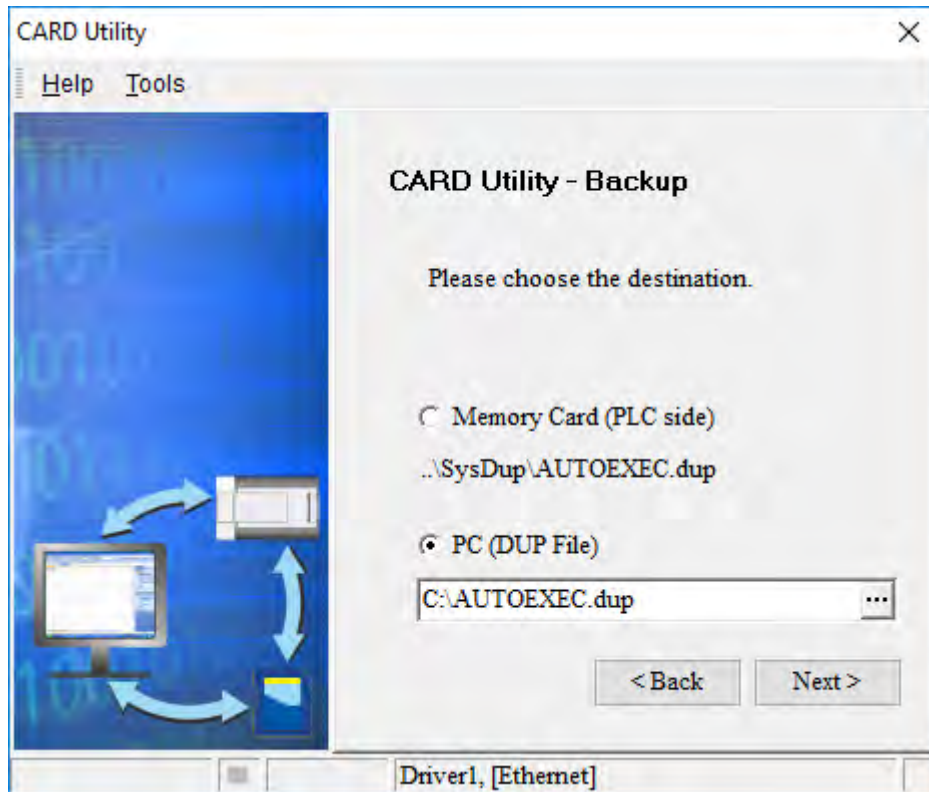 CARD Utility
Help Tools
CARD Utility - Backup
Please choose the destination.
Memory Card (PLC side)
..\SysDup\AUTOEXEC.dup
PC (DUP File)
C:\AUTOEXEC.dup ...
< Back Next >
Driver1, [Ethernet]